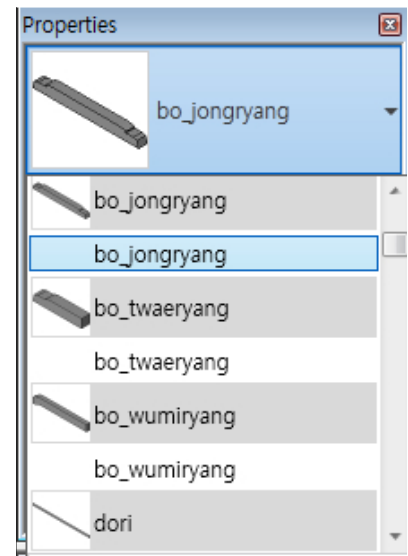 Properties
bo_jongryang
bo_jongryang
bo_jongryang
bo_twaeryang
bo_twaeryang
bo_wumiryang
bo_wumiryang
dori